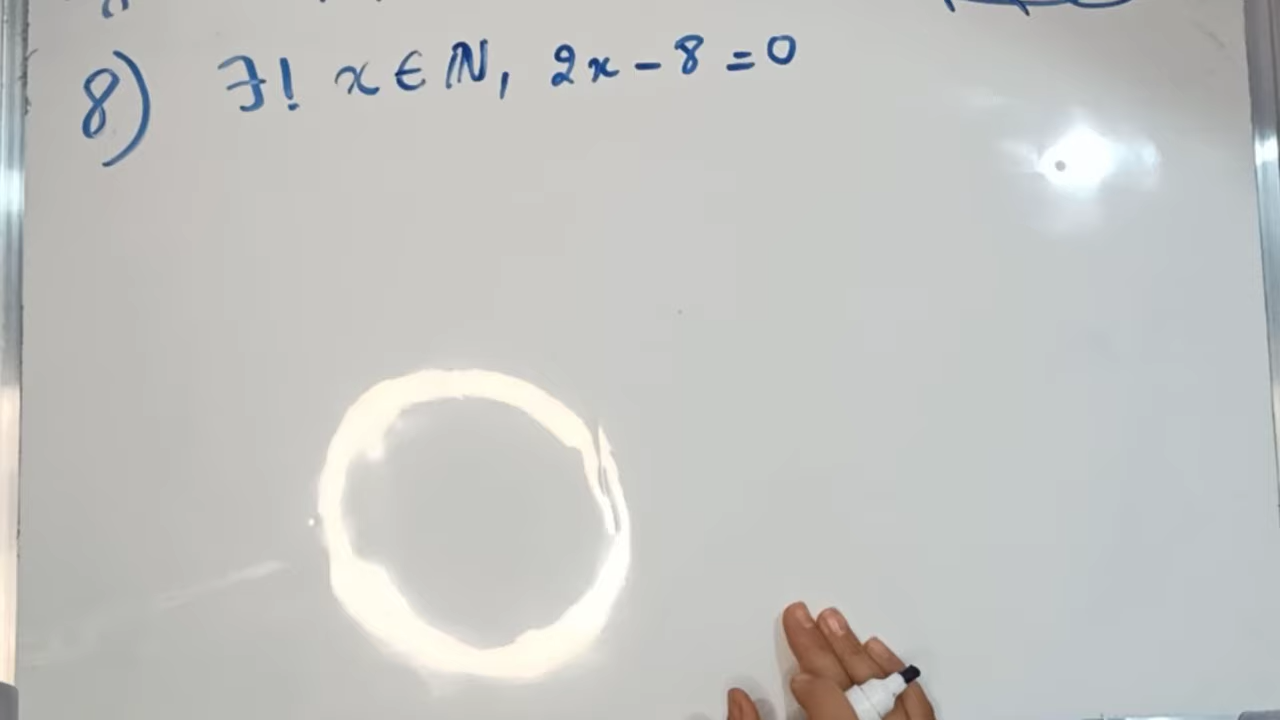 8) ∃! x ∈ ℕ, 2x - 8 = 0